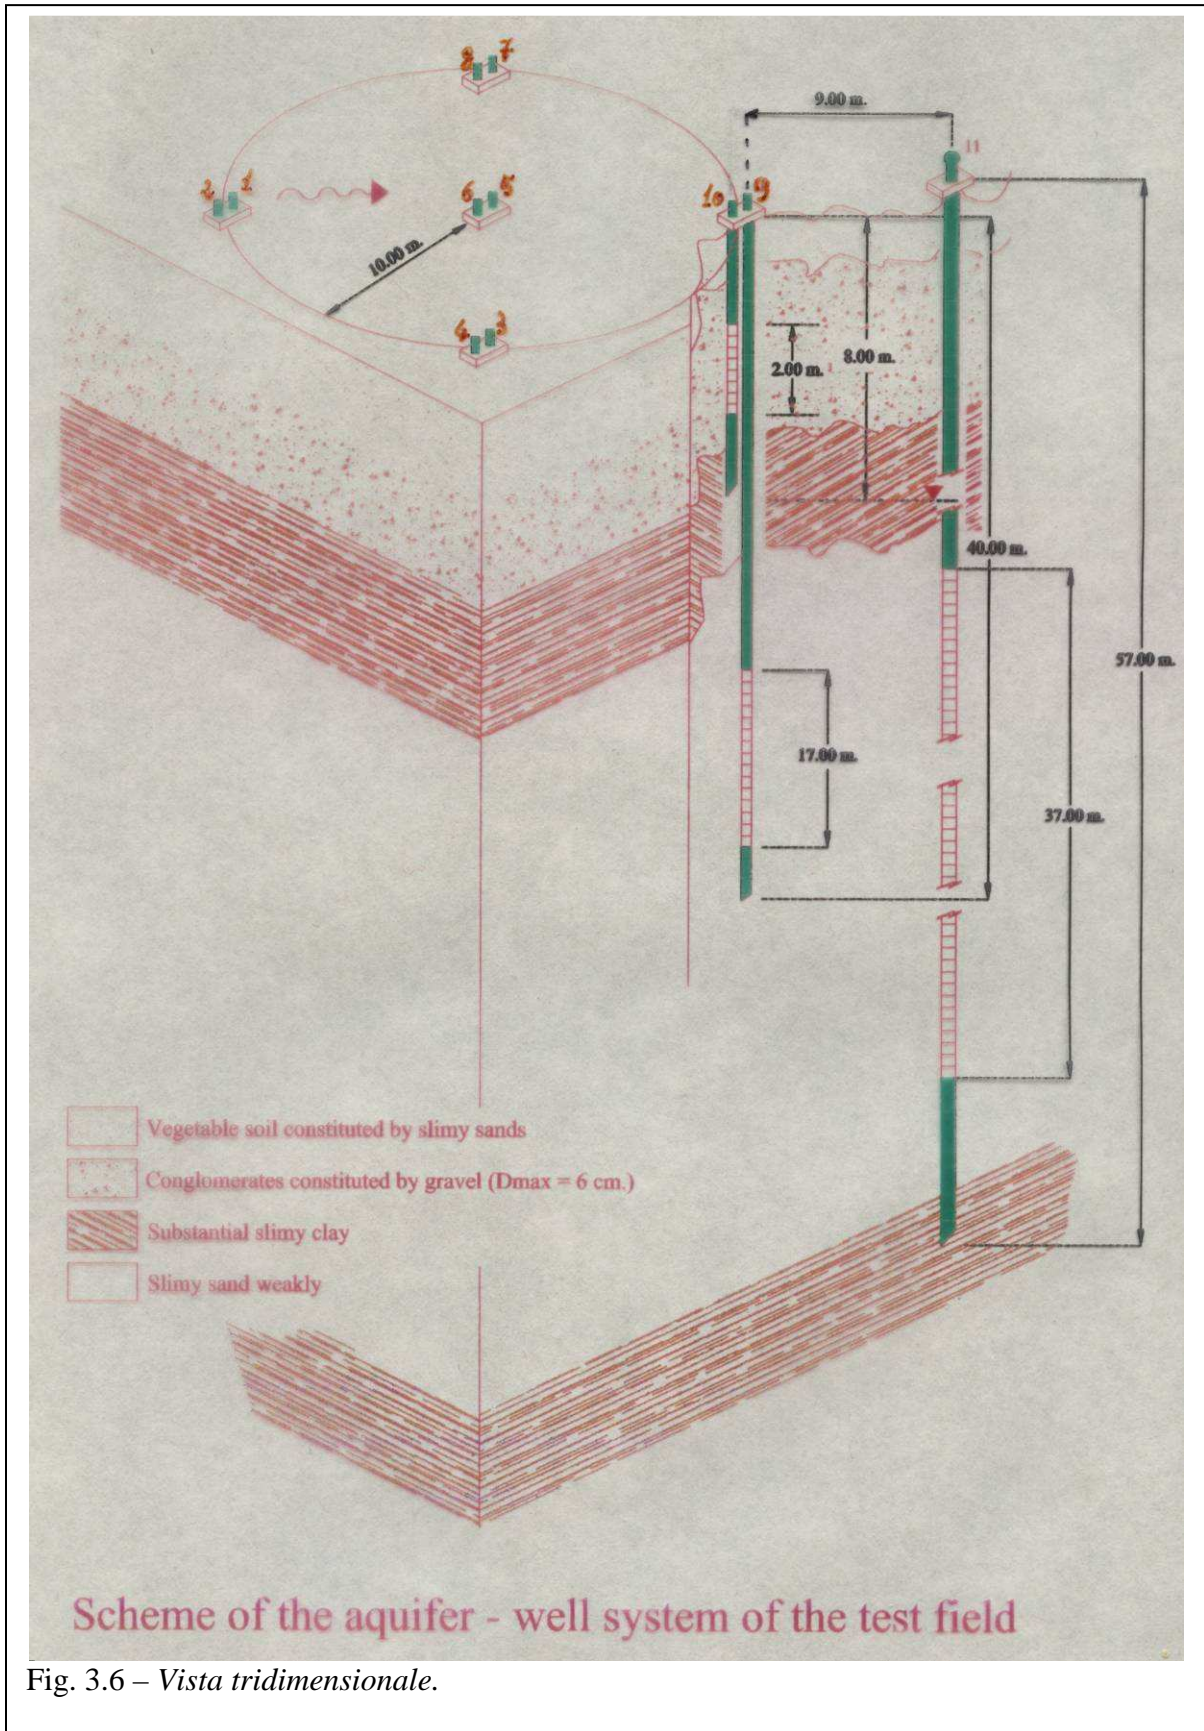 8 7
9.00 m.
11
2 1
6 5
10 9
10.00 m.
4 3
2.00 m.
8.00 m.
40.00 m.
57.00 m.
17.00 m.
37.00 m.
Vegetable soil constituted by slimy sands
Conglomerates constituted by gravel (Dmax = 6 cm.)
Substantial slimy clay
Slimy sand weakly
Scheme of the aquifer - well system of the test field
Fig. 3.6 – Vista tridimensionale.